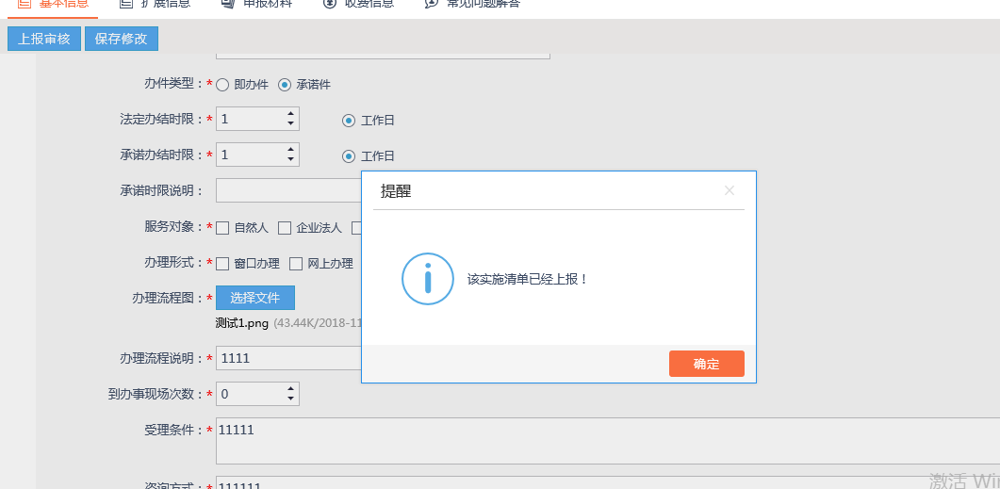 基本信息 扩展信息 申报材料 收费信息 常见问题解答
上报审核 保存修改
办件类型：* 即办件 承诺件
法定办结时限：* 1 工作日
承诺办结时限：* 1 工作日
承诺时限说明：
提醒
服务对象：* 自然人 企业法人
办理形式：* 窗口办理 网上办理
该实施清单已经上报！
办理流程图：* 选择文件
测试1.png (43.44K/2018-11
办理流程说明：* 1111
确定
到办事现场次数：* 0
受理条件：* 11111
咨询方式：* 111111
激活 Win